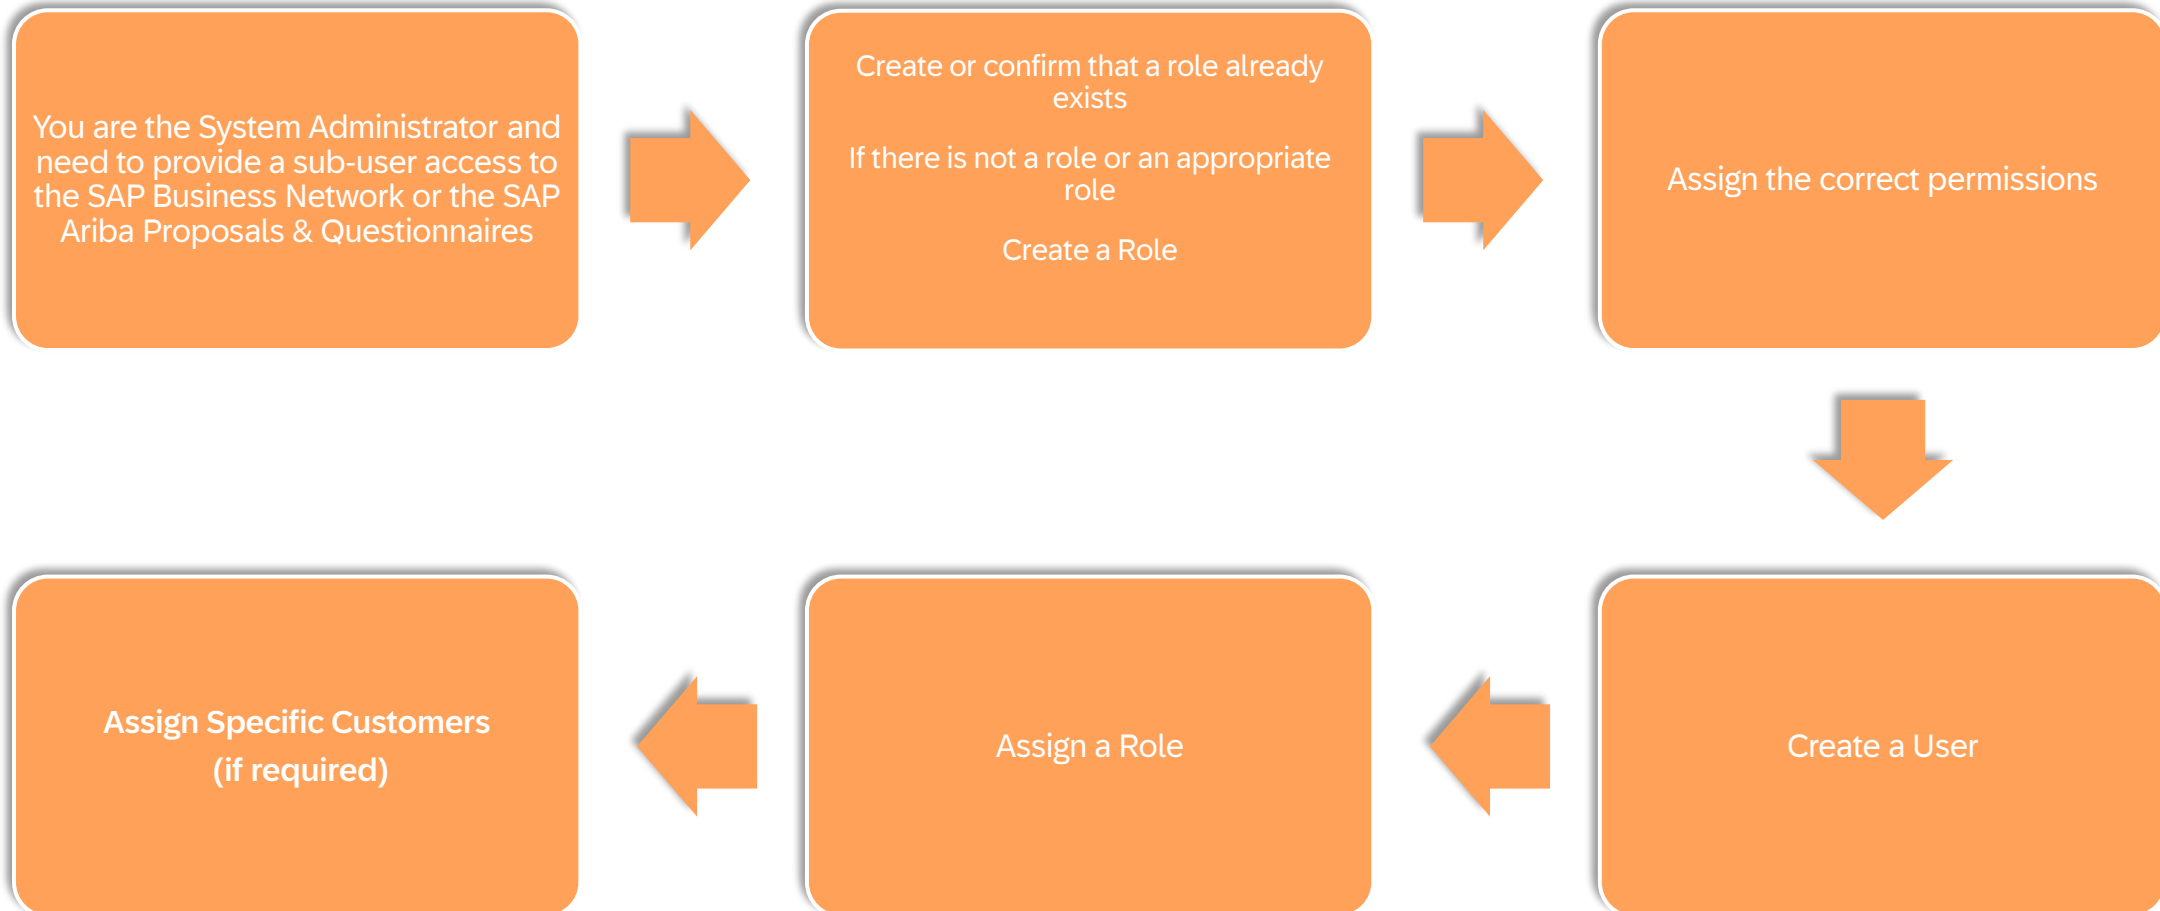 You are the System Administrator and
need to provide a sub-user access to
the SAP Business Network or the SAP
Ariba Proposals & Questionnaires
Create or confirm that a role already
exists
If there is not a role or an appropriate
role
Create a Role
Assign the correct permissions
Create a User
Assign a Role
Assign Specific Customers
(if required)